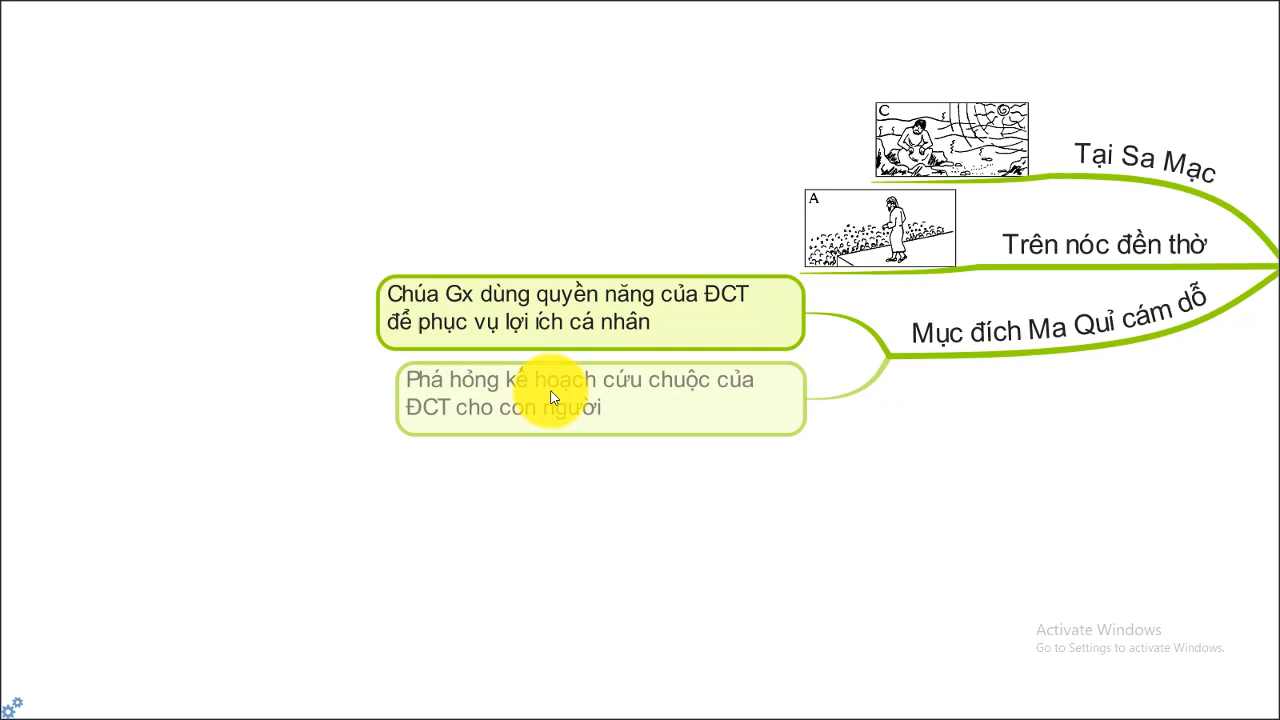 C
Tại Sa Mạc
A
Trên nóc đền thờ
Chúa Gx dùng quyền năng của ĐCT
để phục vụ lợi ích cá nhân
Mục đích Ma Quỉ cám dỗ
Phá hỏng kế hoạch cứu chuộc của
ĐCT cho con người
Activate Windows
Go to Settings to activate Windows.